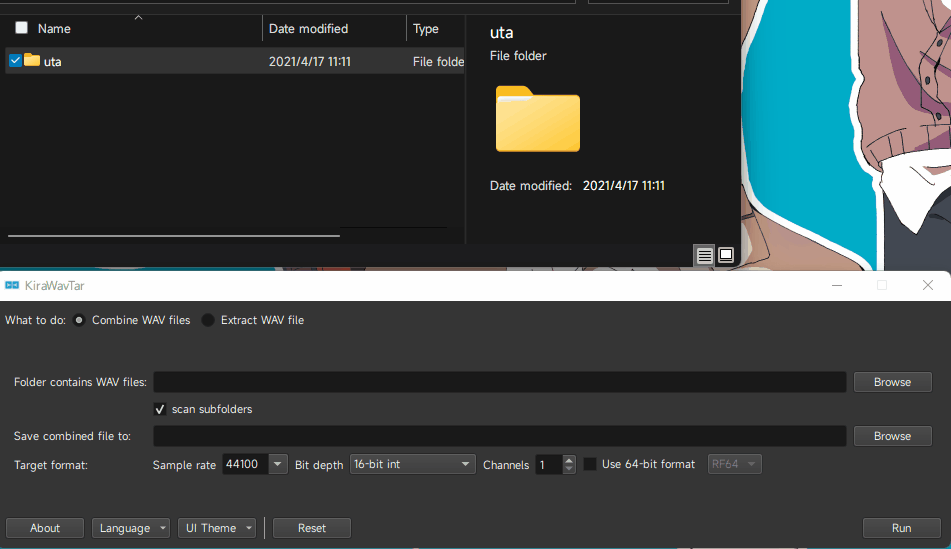 Name Date modified Type
uta 2021/4/17 11:11 File folde
uta
File folder
Date modified: 2021/4/17 11:11
KiraWavTar
What to do: Combine WAV files Extract WAV file
Folder contains WAV files: Browse
scan subfolders
Save combined file to: Browse
Target format: Sample rate 44100 Bit depth 16-bit int Channels 1 Use 64-bit format RF64
About Language UI Theme Reset Run